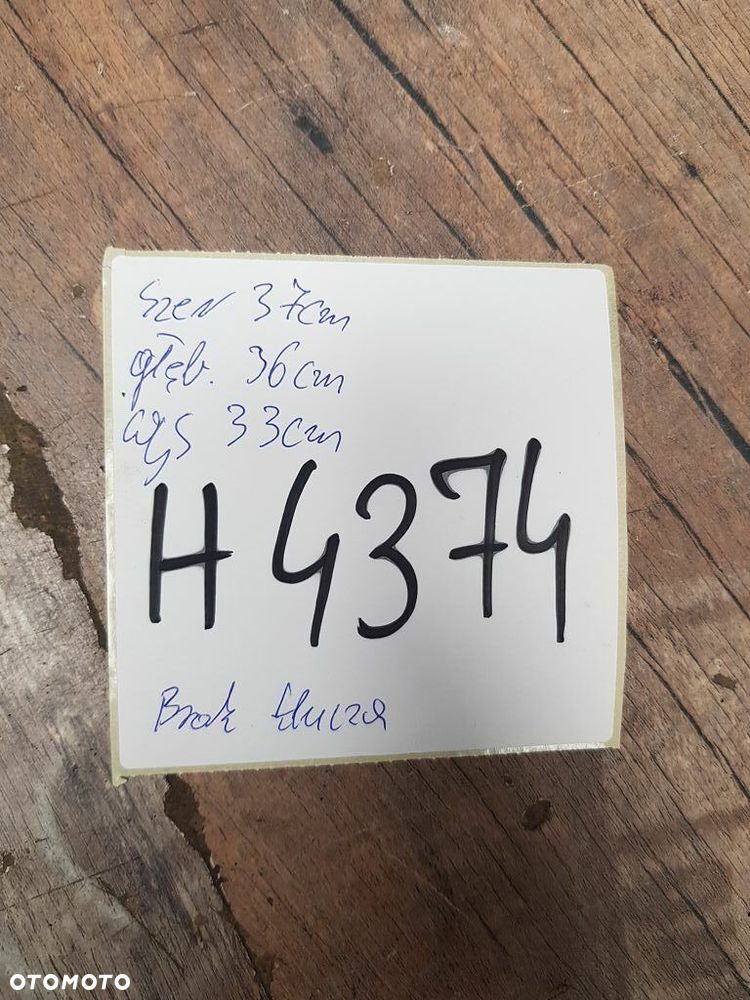 Szer 37cm
głęb. 36cm
wys 33cm
H4374
Brak klucza
OTOMOTO